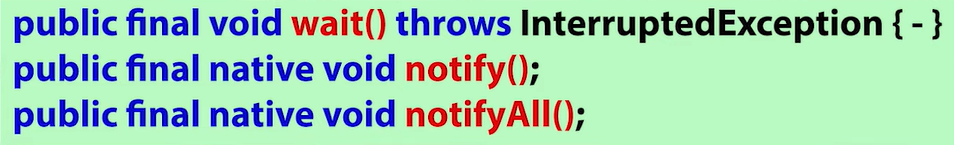 public final void wait() throws InterruptedException { - }
public final native void notify();
public final native void notifyAll();